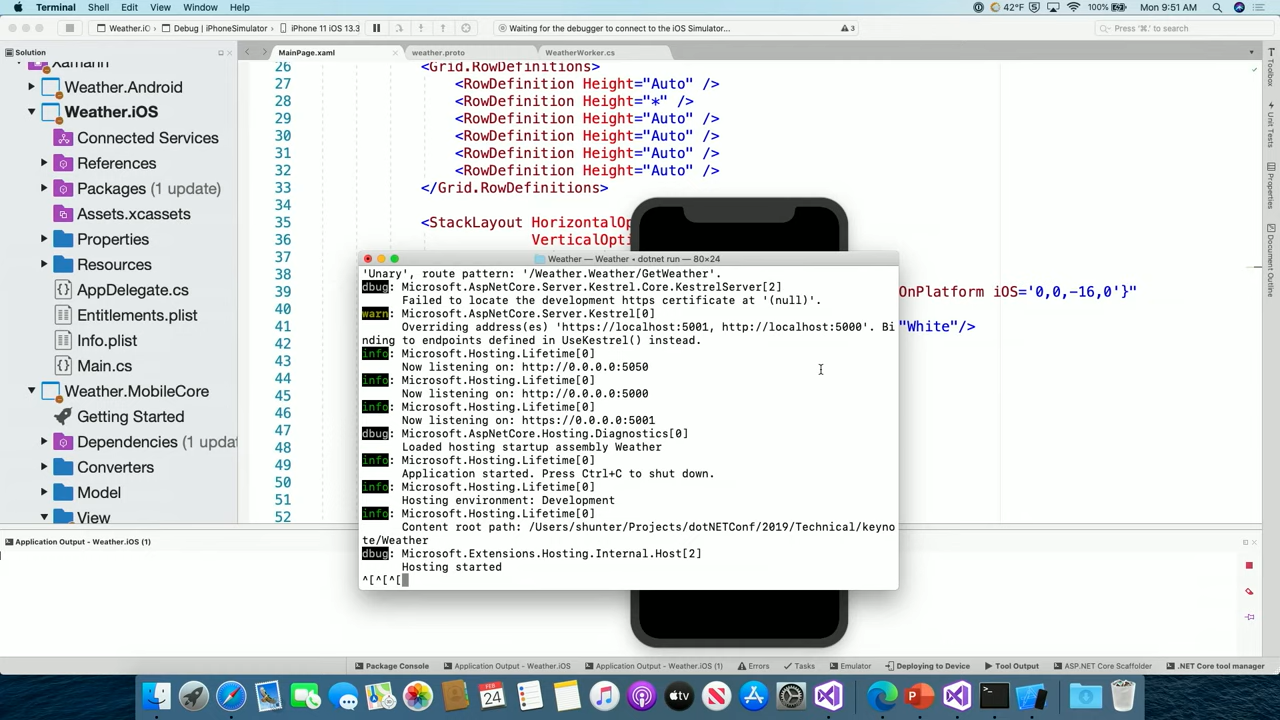 Terminal Shell Edit View Window Help
42°F 100% Mon 9:51 AM
Weather.i Debug | iPhoneSimulator iPhone 11 iOS 13.3
Waiting for the debugger to connect to the iOS Simulator... 3
Press '⌘.' to search
Solution
MainPage.xaml
weather.proto
WeatherWorker.cs
Toolbox
Unit Tests
Properties
Document Outline
Xamarin
Weather.Android
Weather.iOS
Connected Services
References
Packages (1 update)
Assets.xcassets
Properties
Resources
AppDelegate.cs
Entitlements.plist
Info.plist
Main.cs
Weather.MobileCore
Getting Started
Dependencies (1 updat
Converters
Model
View
26 <Grid.RowDefinitions>
27 <RowDefinition Height="Auto" />
28 <RowDefinition Height="*" />
29 <RowDefinition Height="Auto" />
30 <RowDefinition Height="Auto" />
31 <RowDefinition Height="Auto" />
32 <RowDefinition Height="Auto" />
33 </Grid.RowDefinitions>
34
35 <StackLayout HorizontalOp
36 VerticalOpti
37
38
39 OnPlatform iOS='0,0,-16,0'}"
40
41 "White"/>
42
43
44
45
46
47
48
49
50
51
52
Weather — Weather • dotnet run — 80×24
'Unary', route pattern: '/Weather.Weather/GetWeather'.
dbug: Microsoft.AspNetCore.Server.Kestrel.Core.KestrelServer[2]
Failed to locate the development https certificate at '(null)'.
warn: Microsoft.AspNetCore.Server.Kestrel[0]
Overriding address(es) 'https://localhost:5001, http://localhost:5000'. Bi
nding to endpoints defined in UseKestrel() instead.
info: Microsoft.Hosting.Lifetime[0]
Now listening on: http://0.0.0.0:5050
info: Microsoft.Hosting.Lifetime[0]
Now listening on: http://0.0.0.0:5000
info: Microsoft.Hosting.Lifetime[0]
Now listening on: https://0.0.0.0:5001
dbug: Microsoft.AspNetCore.Hosting.Diagnostics[0]
Loaded hosting startup assembly Weather
info: Microsoft.Hosting.Lifetime[0]
Application started. Press Ctrl+C to shut down.
info: Microsoft.Hosting.Lifetime[0]
Hosting environment: Development
info: Microsoft.Hosting.Lifetime[0]
Content root path: /Users/shunter/Projects/dotNETConf/2019/Technical/keyno
te/Weather
dbug: Microsoft.Extensions.Hosting.Internal.Host[2]
Hosting started
^[^[^[
Application Output - Weather.iOS (1)
Package Console Application Output - Weather.iOS Application Output - Weather.iOS (1) Errors Tasks Emulator Deploying to Device Tool Output ASP.NET Core Scaffolder .NET Core tool manager
FEB
24
tv